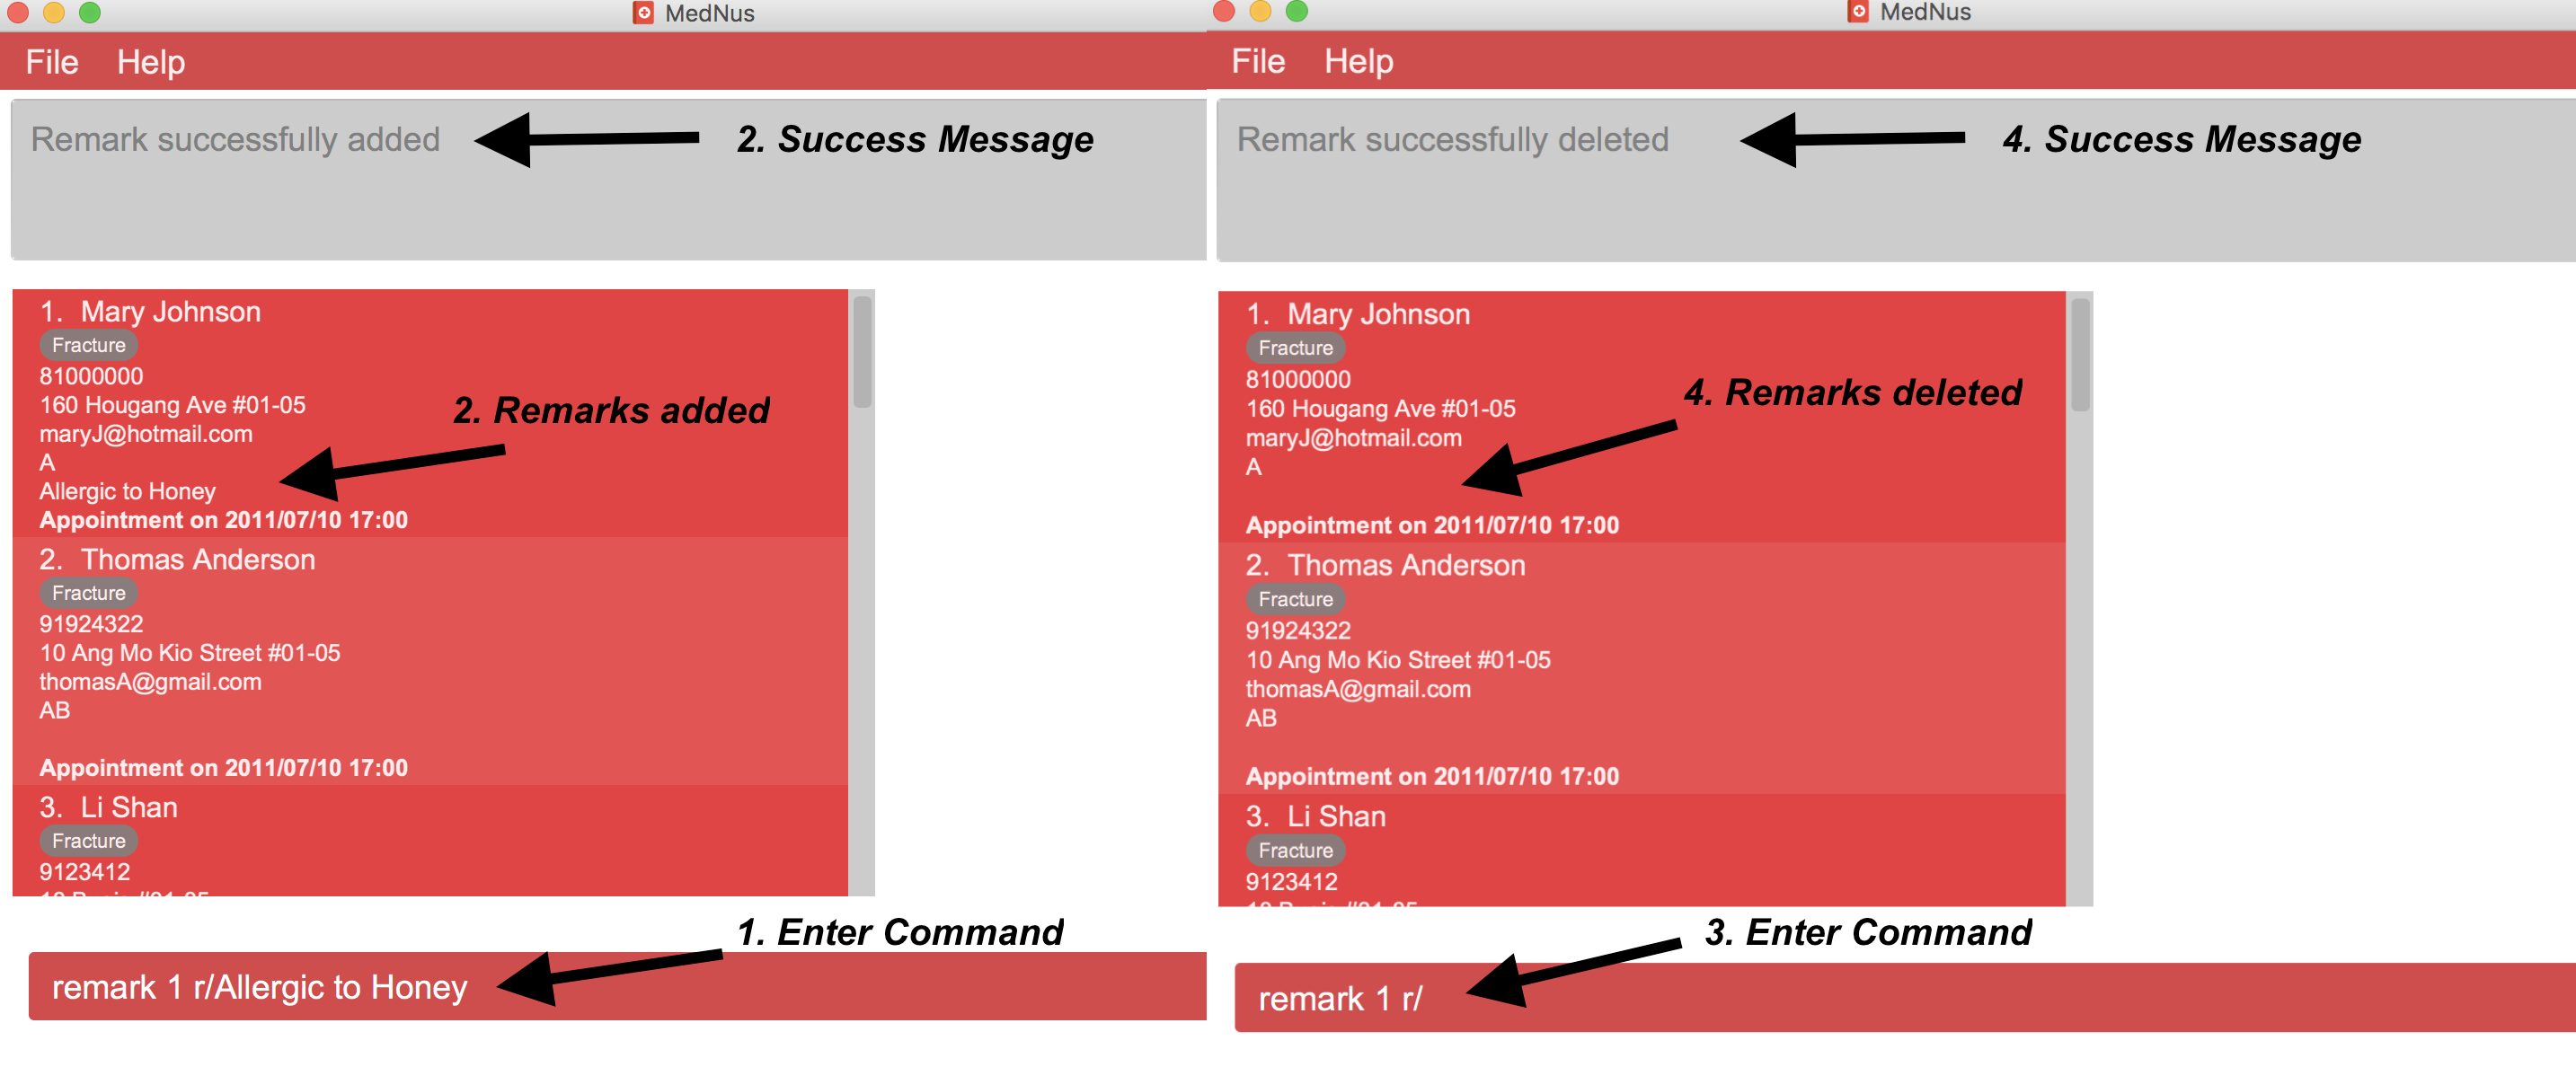 MedNus
File Help
Remark successfully added
2. Success Message
1. Mary Johnson
Fracture
81000000
160 Hougang Ave #01-05
2. Remarks added
maryJ@hotmail.com
A
Allergic to Honey
Appointment on 2011/07/10 17:00
2. Thomas Anderson
Fracture
91924322
10 Ang Mo Kio Street #01-05
thomasA@gmail.com
AB
Appointment on 2011/07/10 17:00
3. Li Shan
Fracture
9123412
1. Enter Command
remark 1 r/Allergic to Honey
MedNus
File Help
Remark successfully deleted
4. Success Message
1. Mary Johnson
Fracture
81000000
4. Remarks deleted
160 Hougang Ave #01-05
maryJ@hotmail.com
A
Appointment on 2011/07/10 17:00
2. Thomas Anderson
Fracture
91924322
10 Ang Mo Kio Street #01-05
thomasA@gmail.com
AB
Appointment on 2011/07/10 17:00
3. Li Shan
Fracture
9123412
3. Enter Command
remark 1 r/